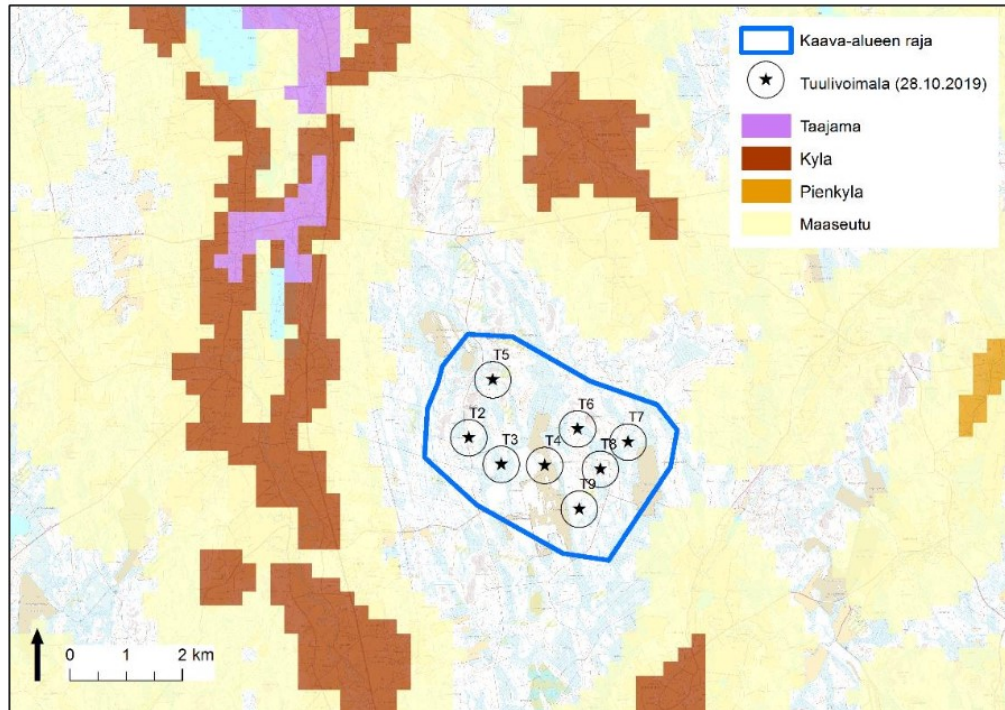 Kaava-alueen raja
Tuulivoimala (28.10.2019)
Taajama
Kyla
Pienkyla
Maaseutu
T5
T2
T3
T4
T6
T7
T8
T9
0 1 2 km